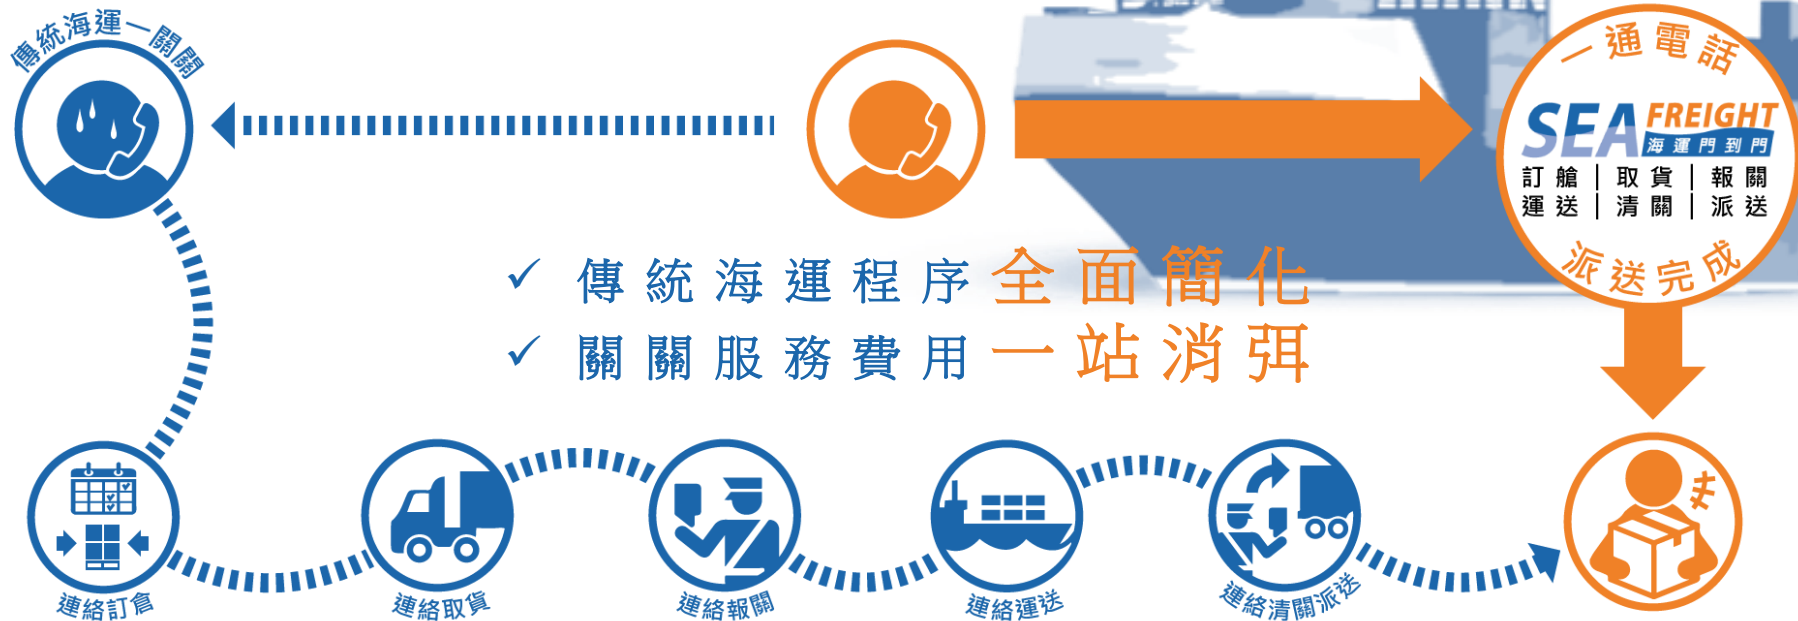 傳統海運一關關
一通電話
SEA FREIGHT
海運門到門
訂艙｜取貨｜報關
運送｜清關｜派送
派送完成
✓ 傳統海運程序全面簡化
✓ 關關服務費用一站消弭
連絡訂倉
連絡取貨
連絡報關
連絡運送
連絡清關派送